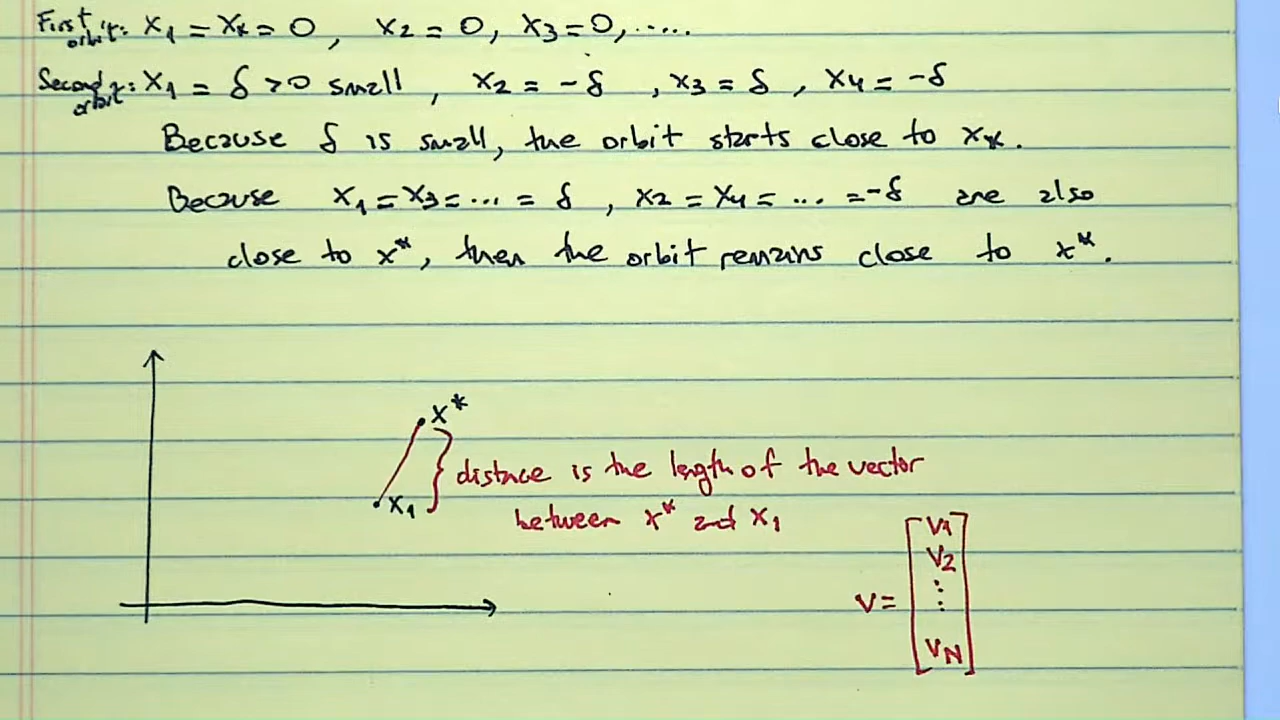 First orbit: x₁ = x* = 0, x₂ = 0, x₃ = 0, .....
Second orbit: x₁ = δ > 0 small, x₂ = -δ, x₃ = δ, x₄ = -δ
Because δ is small, the orbit starts close to x*.
Because x₁ = x₃ = ... = δ, x₂ = x₄ = ... = -δ are also
close to x*, then the orbit remains close to x*.
x*
x₁
distance is the length of the vector
between x* and x₁
v = [v₁
v₂
⋮
v_N]